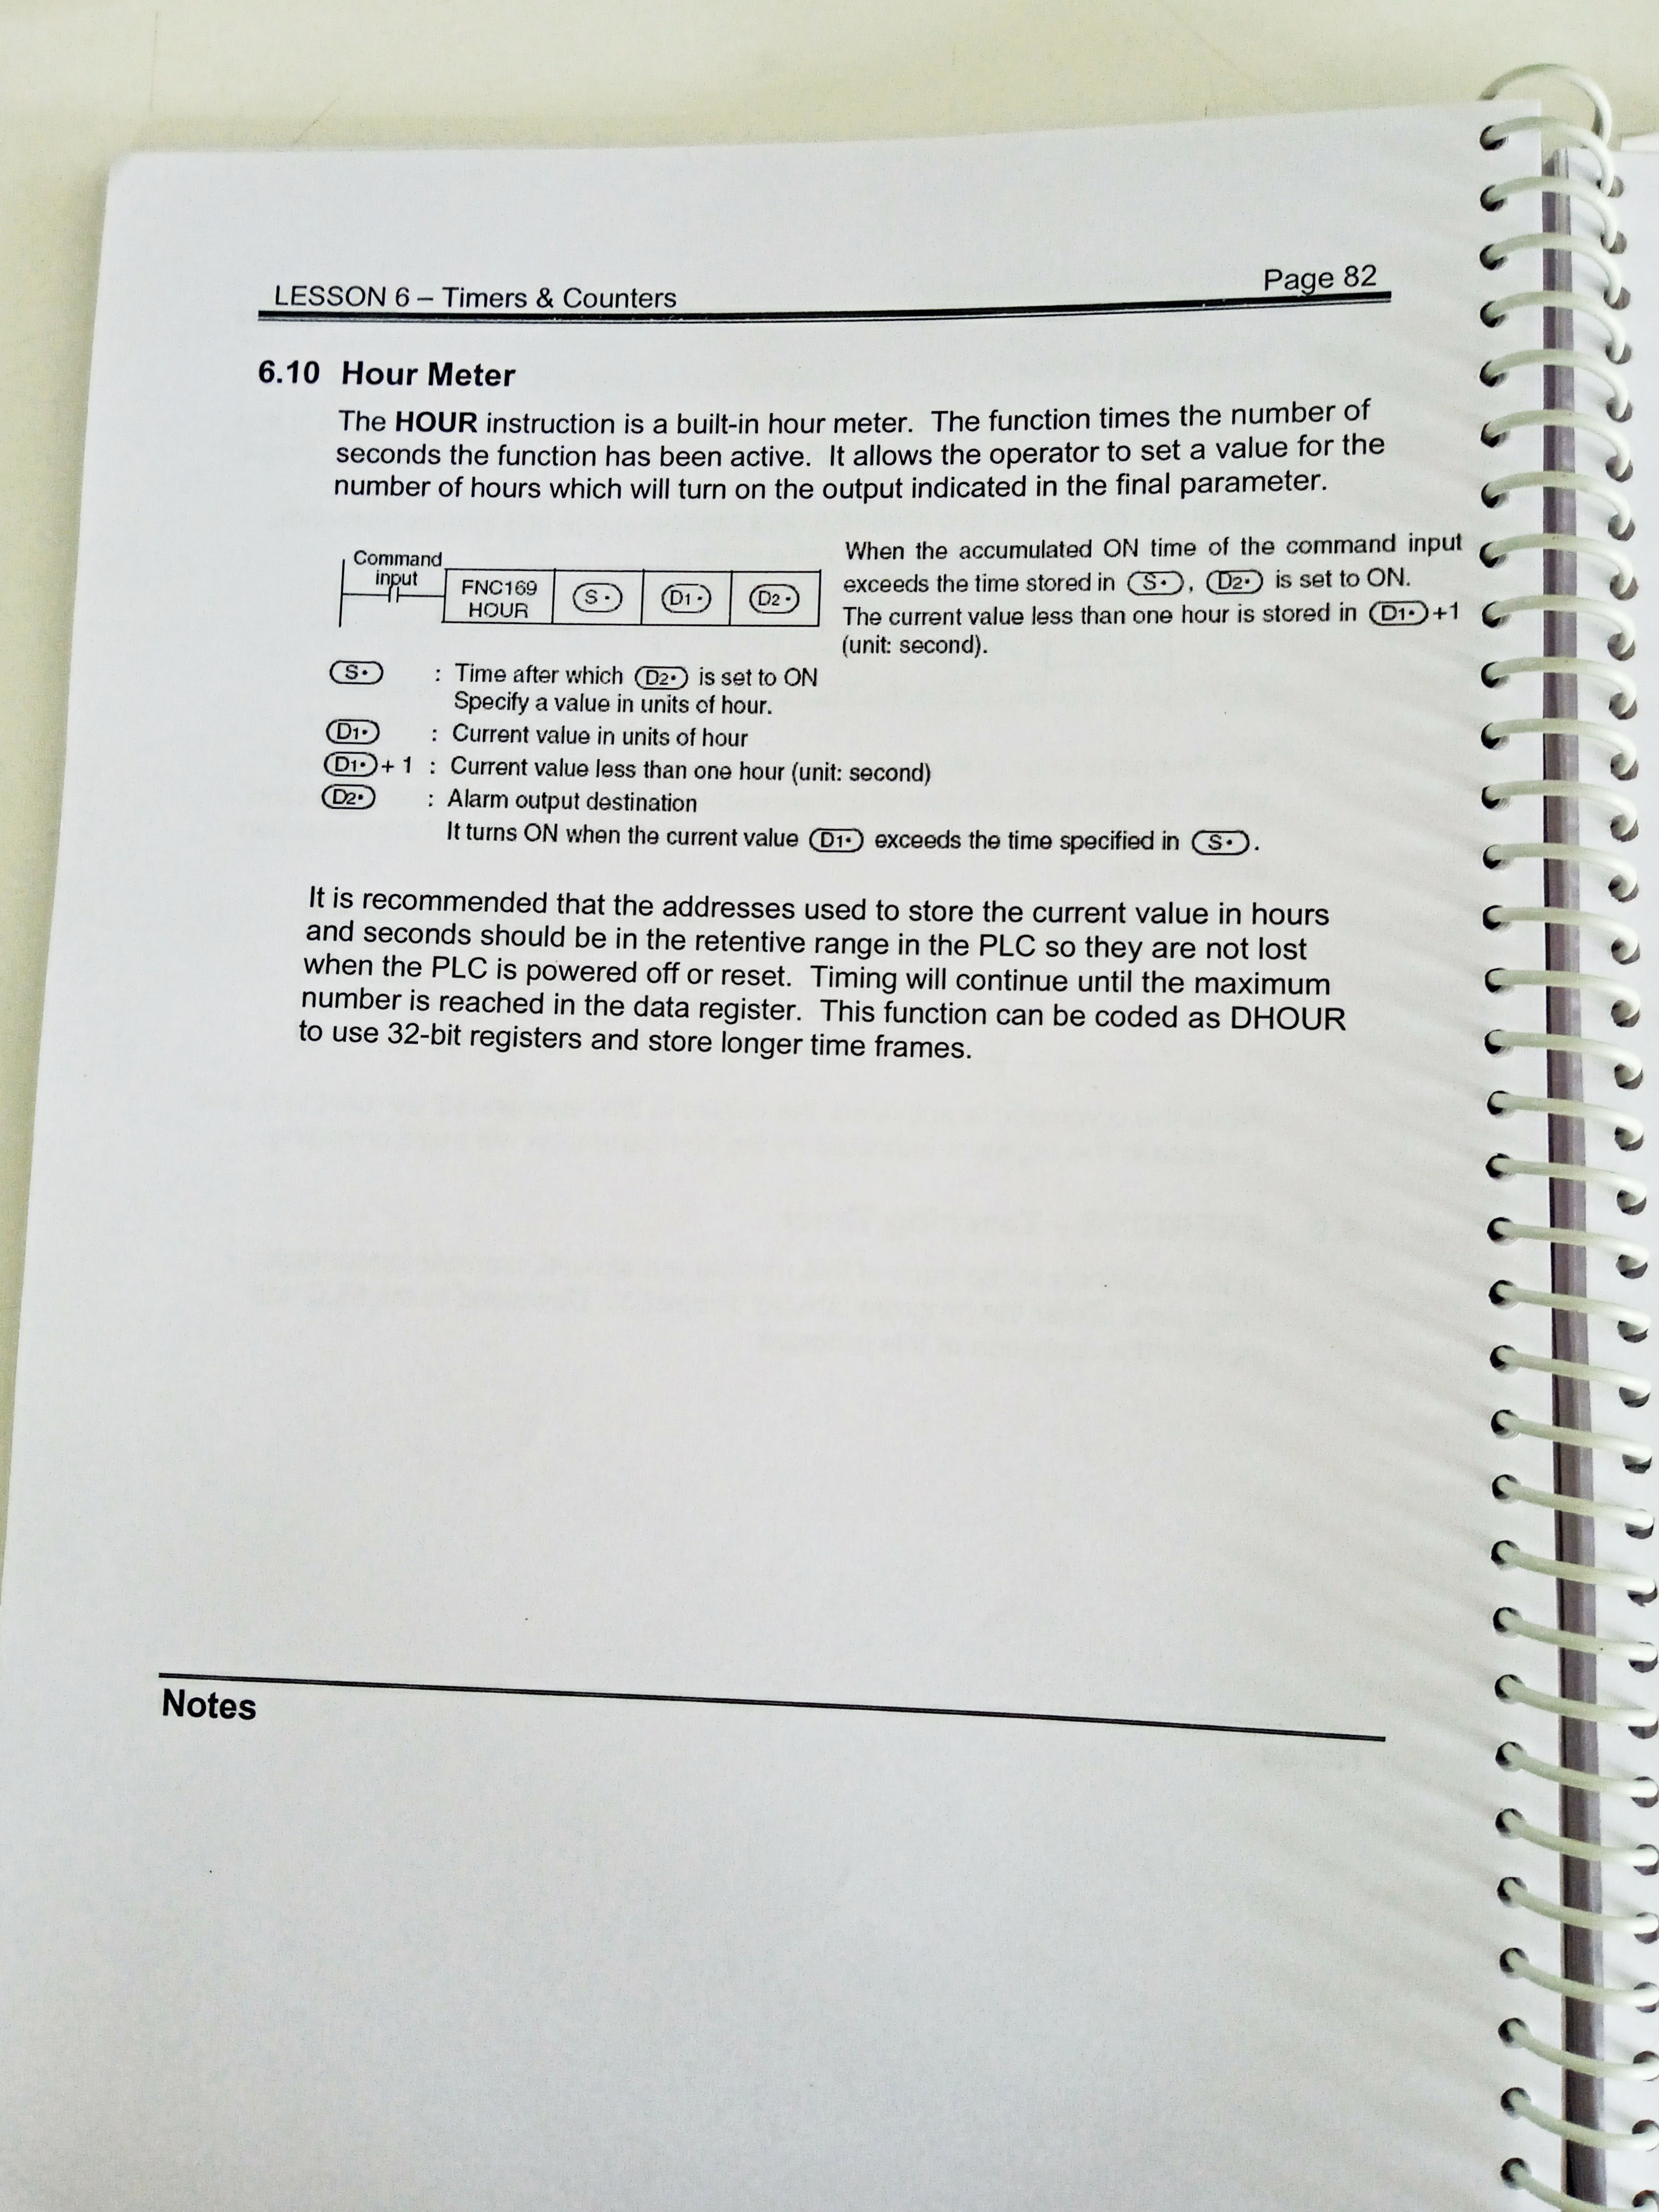 LESSON 6 – Timers & Counters
Page 82
6.10 Hour Meter
The HOUR instruction is a built-in hour meter. The function times the number of
seconds the function has been active. It allows the operator to set a value for the
number of hours which will turn on the output indicated in the final parameter.
Command
input
FNC169
HOUR
S•
D1•
D2•
When the accumulated ON time of the command input
exceeds the time stored in S•, D2• is set to ON.
The current value less than one hour is stored in D1•+1
(unit: second).
S• : Time after which D2• is set to ON
Specify a value in units of hour.
D1• : Current value in units of hour
D1•+ 1 : Current value less than one hour (unit: second)
D2• : Alarm output destination
It turns ON when the current value D1• exceeds the time specified in S•.
It is recommended that the addresses used to store the current value in hours
and seconds should be in the retentive range in the PLC so they are not lost
when the PLC is powered off or reset. Timing will continue until the maximum
number is reached in the data register. This function can be coded as DHOUR
to use 32-bit registers and store longer time frames.
Notes